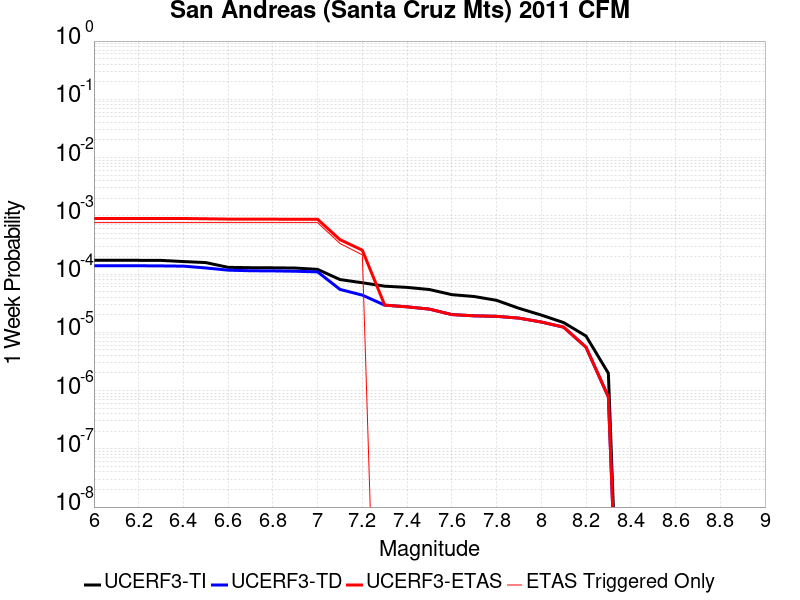 San Andreas (Santa Cruz Mts) 2011 CFM
10^0
10^-1
10^-2
10^-3
10^-4
10^-5
10^-6
10^-7
10^-8
1 Week Probability
6 6.2 6.4 6.6 6.8 7 7.2 7.4 7.6 7.8 8 8.2 8.4 8.6 8.8 9
Magnitude
UCERF3-TI UCERF3-TD UCERF3-ETAS ETAS Triggered Only